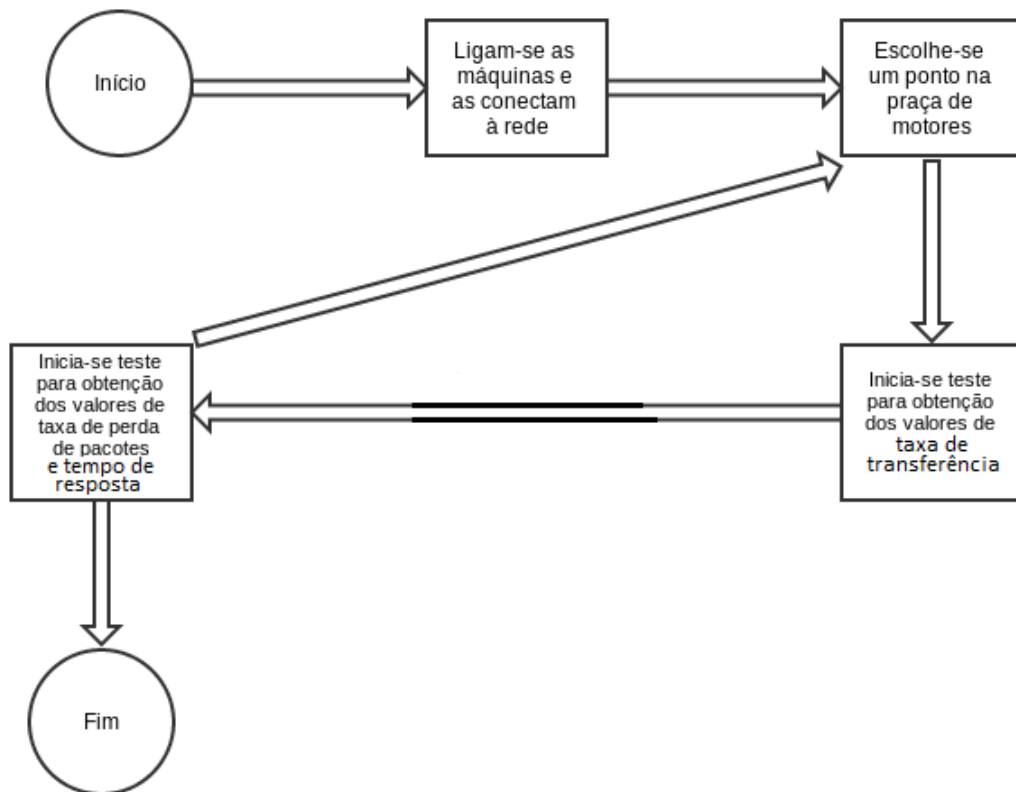 Início
Ligam-se as
máquinas e
as conectam
à rede
Escolhe-se
um ponto na
praça de
motores
Inicia-se teste
para obtenção
dos valores de
taxa de perda
de pacotes
e tempo de
resposta
Inicia-se teste
para obtenção
dos valores de
taxa de
transferência
Fim